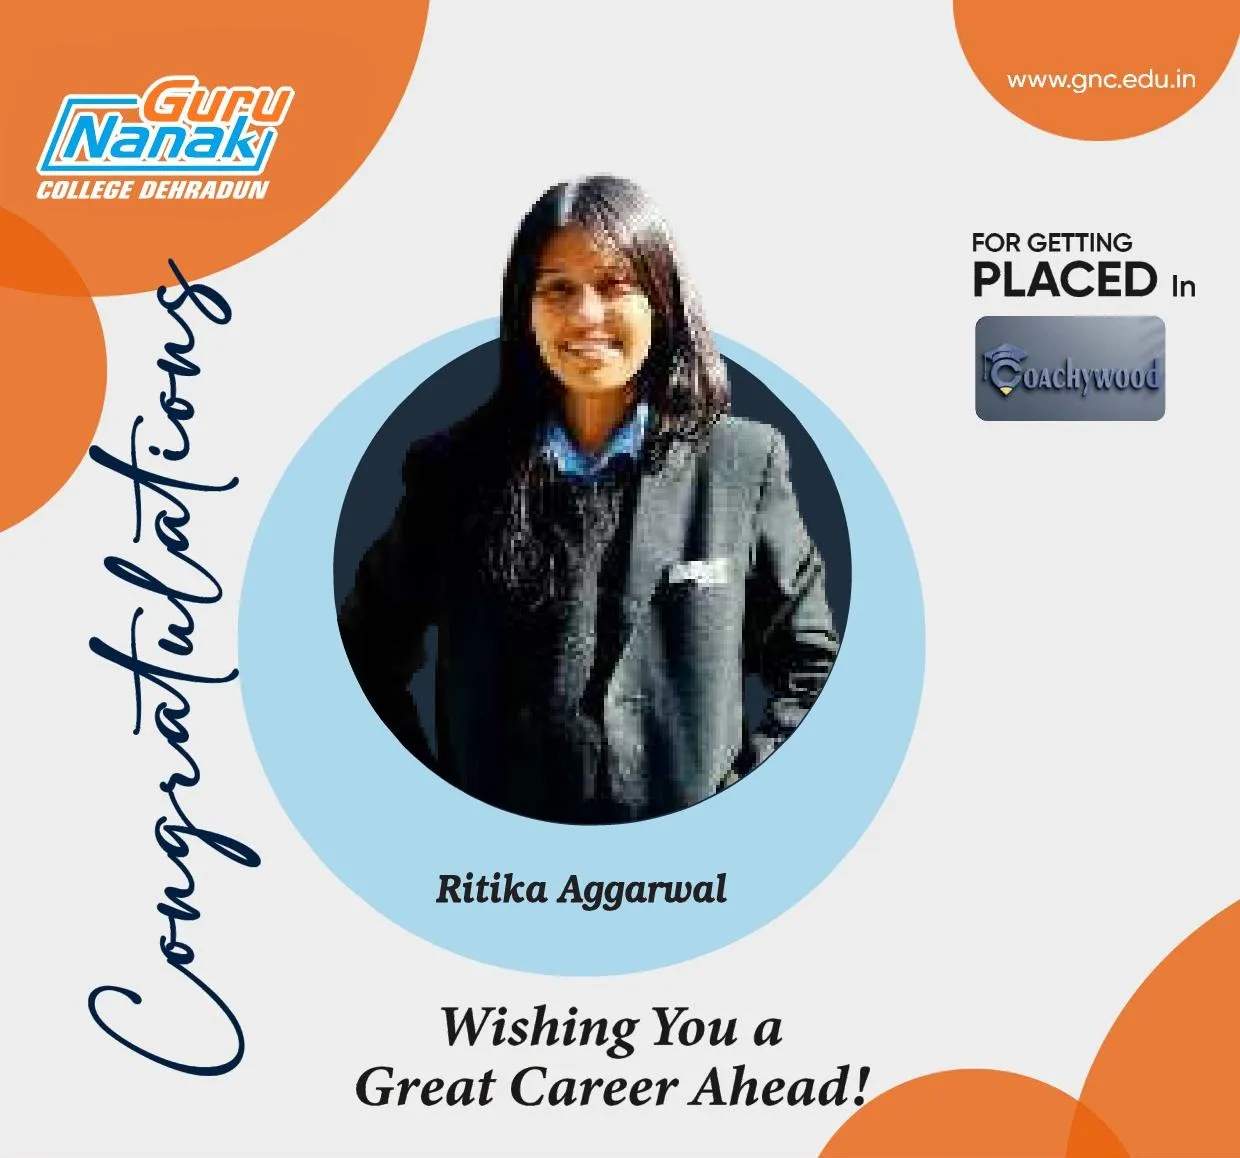 Guru
Nanak
COLLEGE DEHRADUN
www.gnc.edu.in
Congratulations
FOR GETTING
PLACED In
COACHYWOOD
Ritika Aggarwal
Wishing You a
Great Career Ahead!